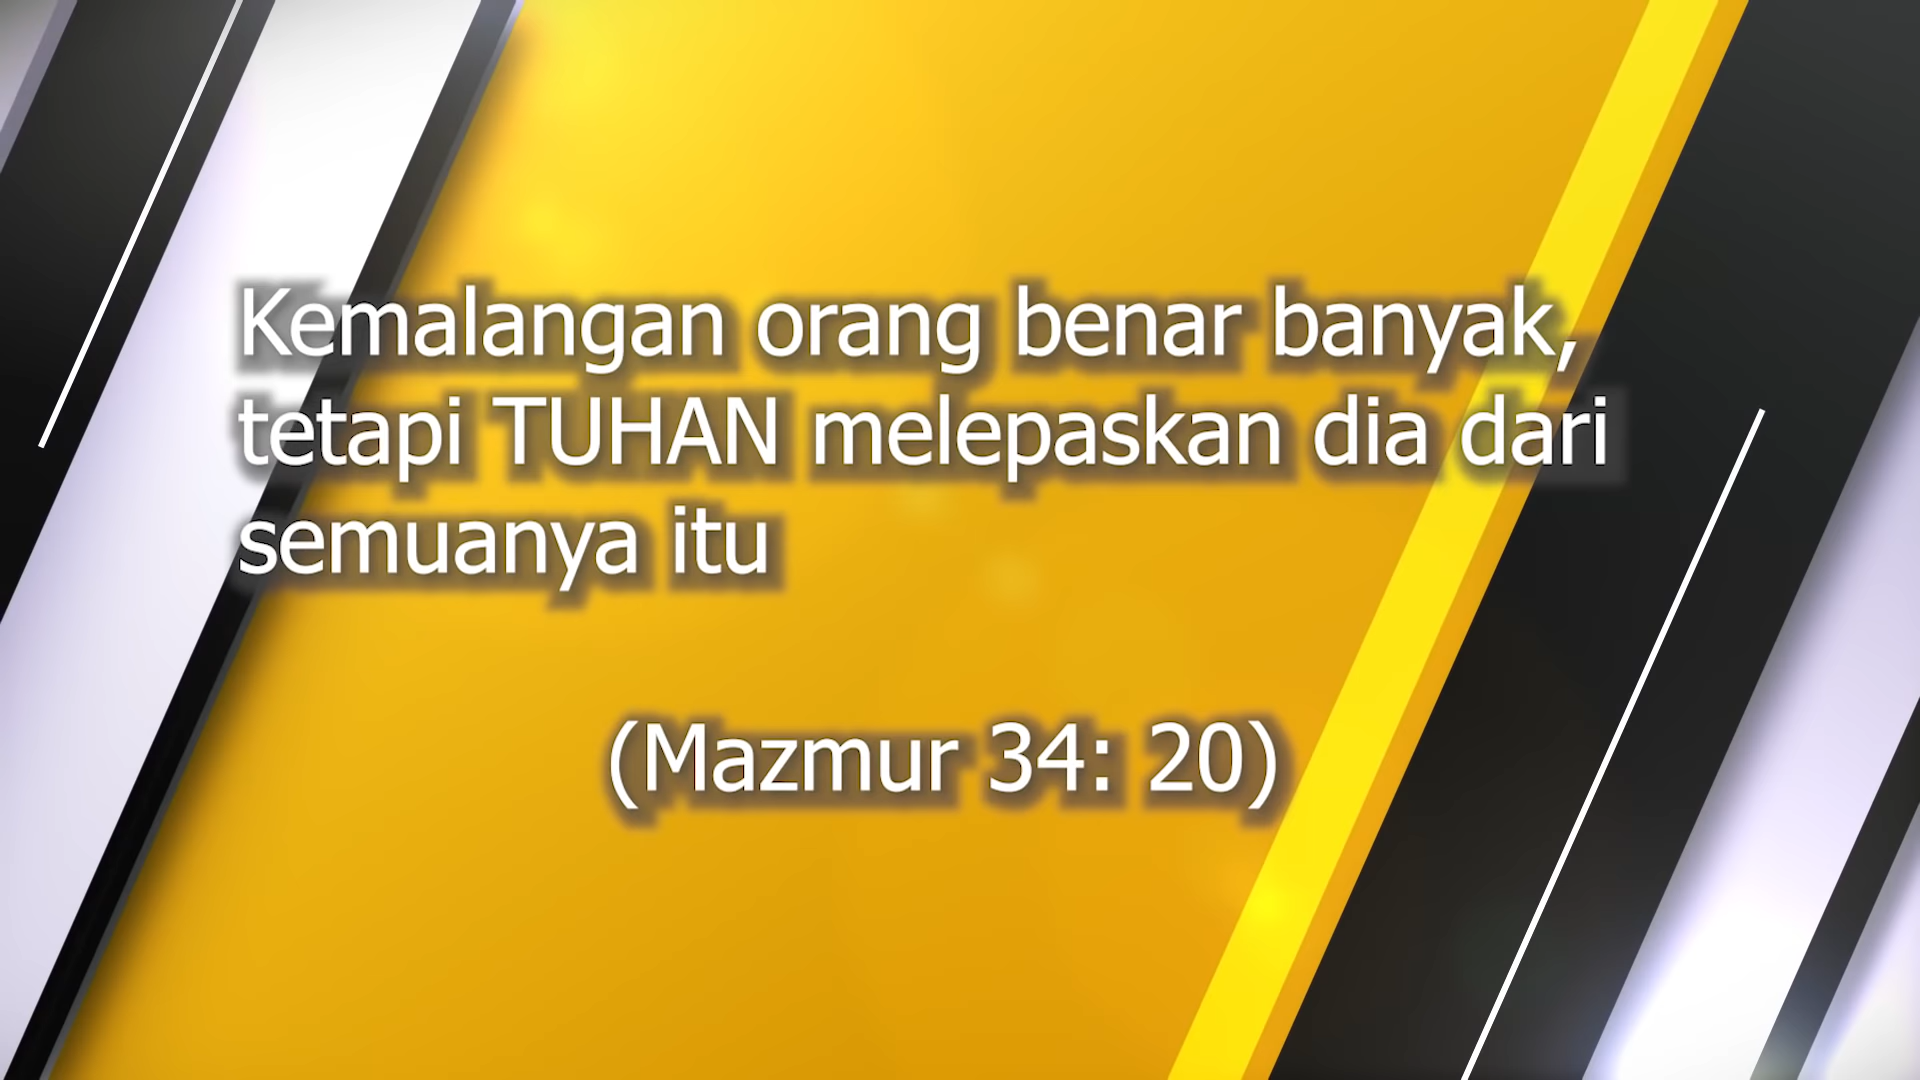 Kemalangan orang benar banyak,
tetapi TUHAN melepaskan dia dari
semuanya itu
(Mazmur 34: 20)